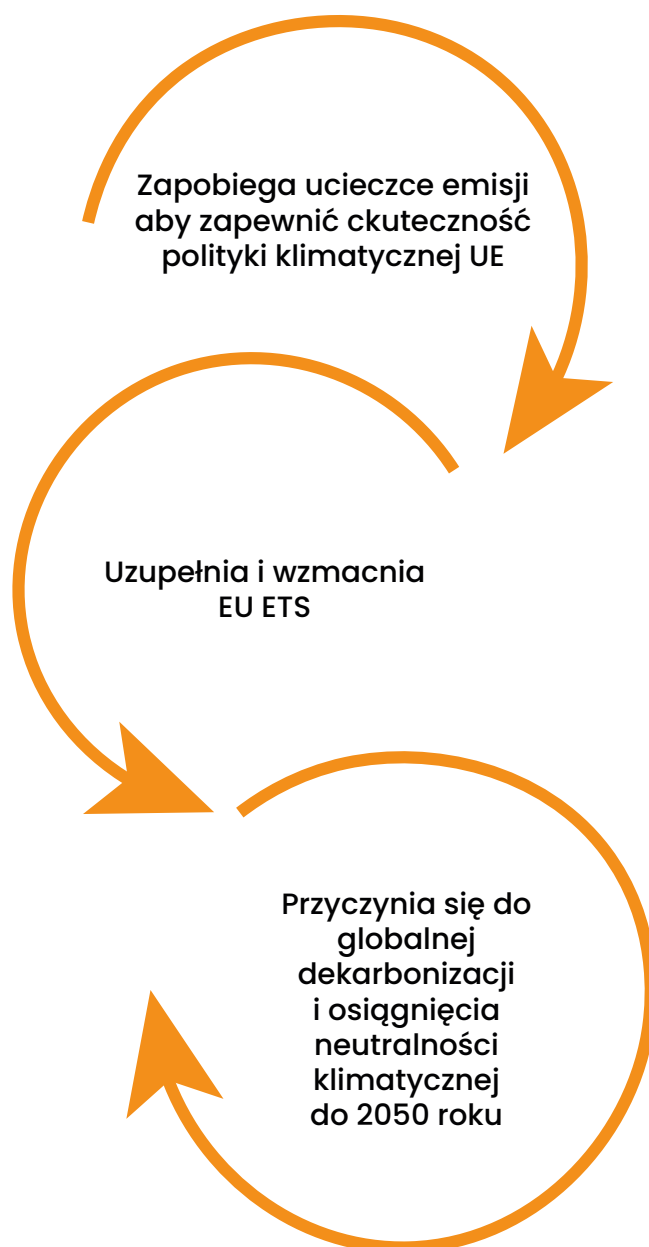 Zapobiega ucieczce emisji
aby zapewnić ckuteczność
polityki klimatycznej UE
Uzupełnia i wzmacnia
EU ETS
Przyczynia się do
globalnej
dekarbonizacji
i osiągnięcia
neutralności
klimatycznej
do 2050 roku